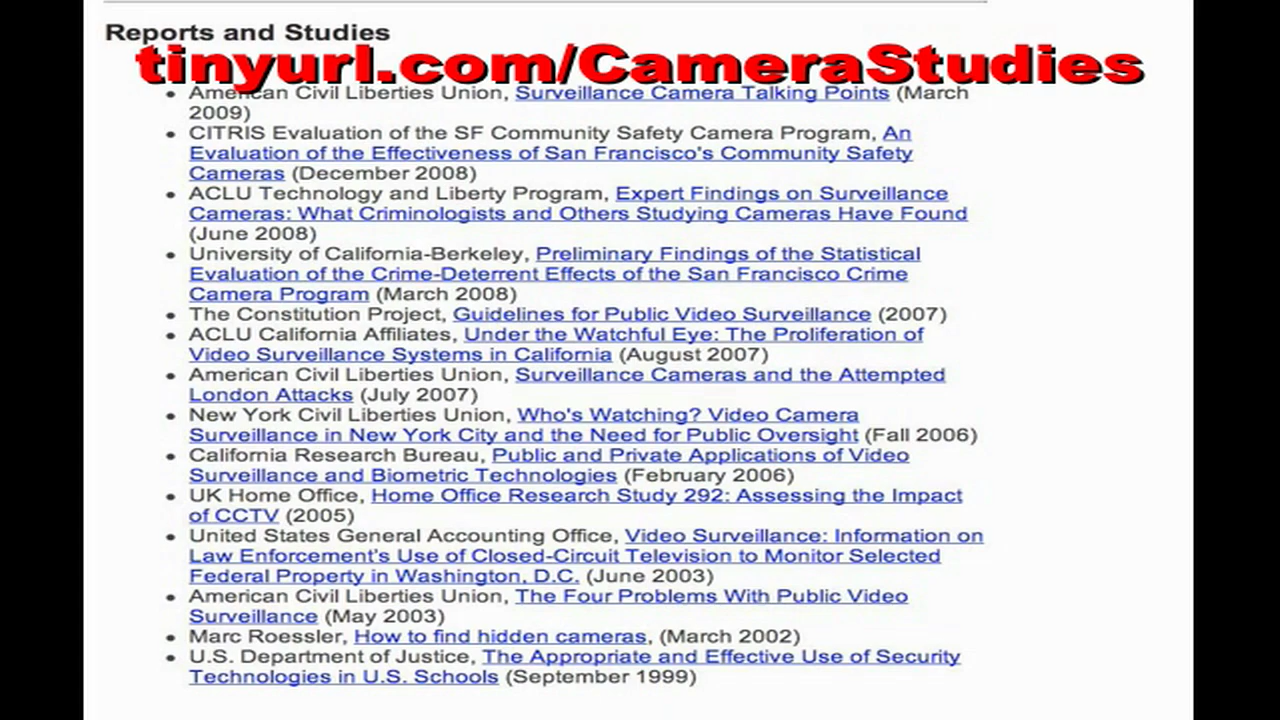 Reports and Studies
tinyurl.com/CameraStudies
• American Civil Liberties Union, Surveillance Camera Talking Points (March
2009)
• CITRIS Evaluation of the SF Community Safety Camera Program, An
Evaluation of the Effectiveness of San Francisco's Community Safety
Cameras (December 2008)
• ACLU Technology and Liberty Program, Expert Findings on Surveillance
Cameras: What Criminologists and Others Studying Cameras Have Found
(June 2008)
• University of California-Berkeley, Preliminary Findings of the Statistical
Evaluation of the Crime-Deterrent Effects of the San Francisco Crime
Camera Program (March 2008)
• The Constitution Project, Guidelines for Public Video Surveillance (2007)
• ACLU California Affiliates, Under the Watchful Eye: The Proliferation of
Video Surveillance Systems in California (August 2007)
• American Civil Liberties Union, Surveillance Cameras and the Attempted
London Attacks (July 2007)
• New York Civil Liberties Union, Who's Watching? Video Camera
Surveillance in New York City and the Need for Public Oversight (Fall 2006)
• California Research Bureau, Public and Private Applications of Video
Surveillance and Biometric Technologies (February 2006)
• UK Home Office, Home Office Research Study 292: Assessing the Impact
of CCTV (2005)
• United States General Accounting Office, Video Surveillance: Information on
Law Enforcement's Use of Closed-Circuit Television to Monitor Selected
Federal Property in Washington, D.C. (June 2003)
• American Civil Liberties Union, The Four Problems With Public Video
Surveillance (May 2003)
• Marc Roessler, How to find hidden cameras, (March 2002)
• U.S. Department of Justice, The Appropriate and Effective Use of Security
Technologies in U.S. Schools (September 1999)